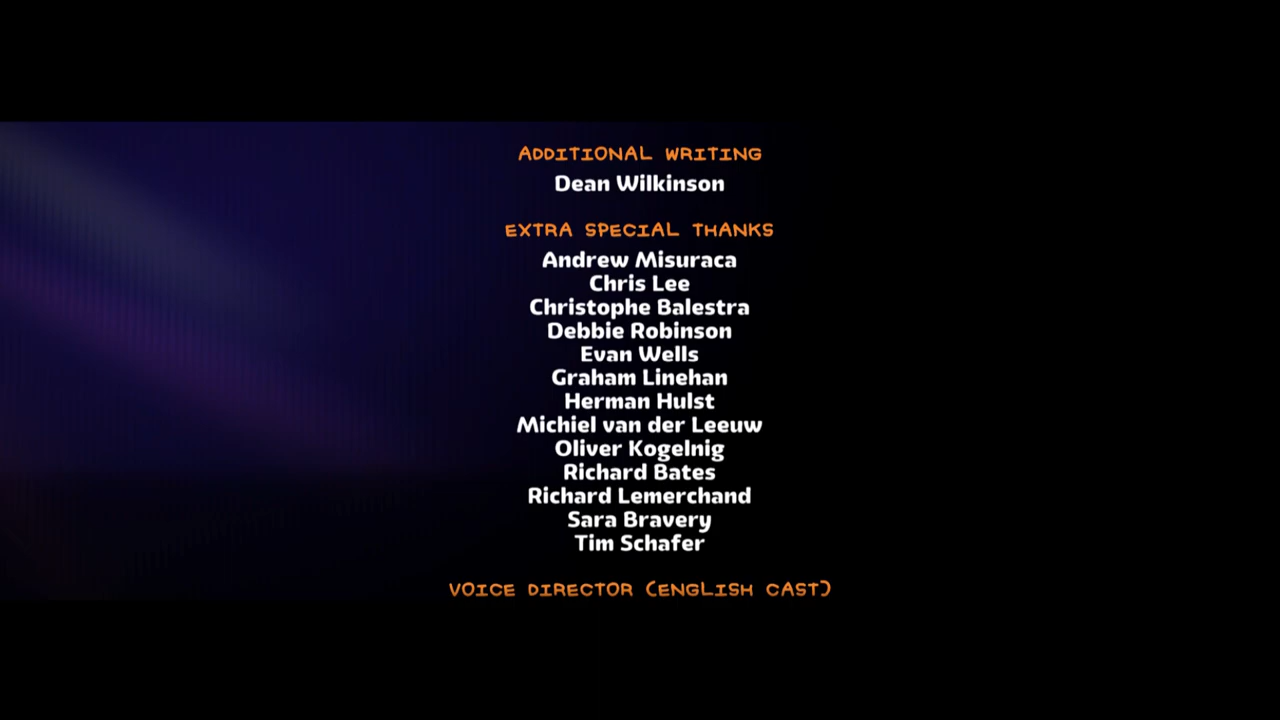 ADDITIONAL WRITING
Dean Wilkinson
EXTRA SPECIAL THANKS
Andrew Misuraca
Chris Lee
Christophe Balestra
Debbie Robinson
Evan Wells
Graham Linehan
Herman Hulst
Michiel van der Leeuw
Oliver Kogelnig
Richard Bates
Richard Lemerchand
Sara Bravery
Tim Schafer
VOICE DIRECTOR (ENGLISH CAST)